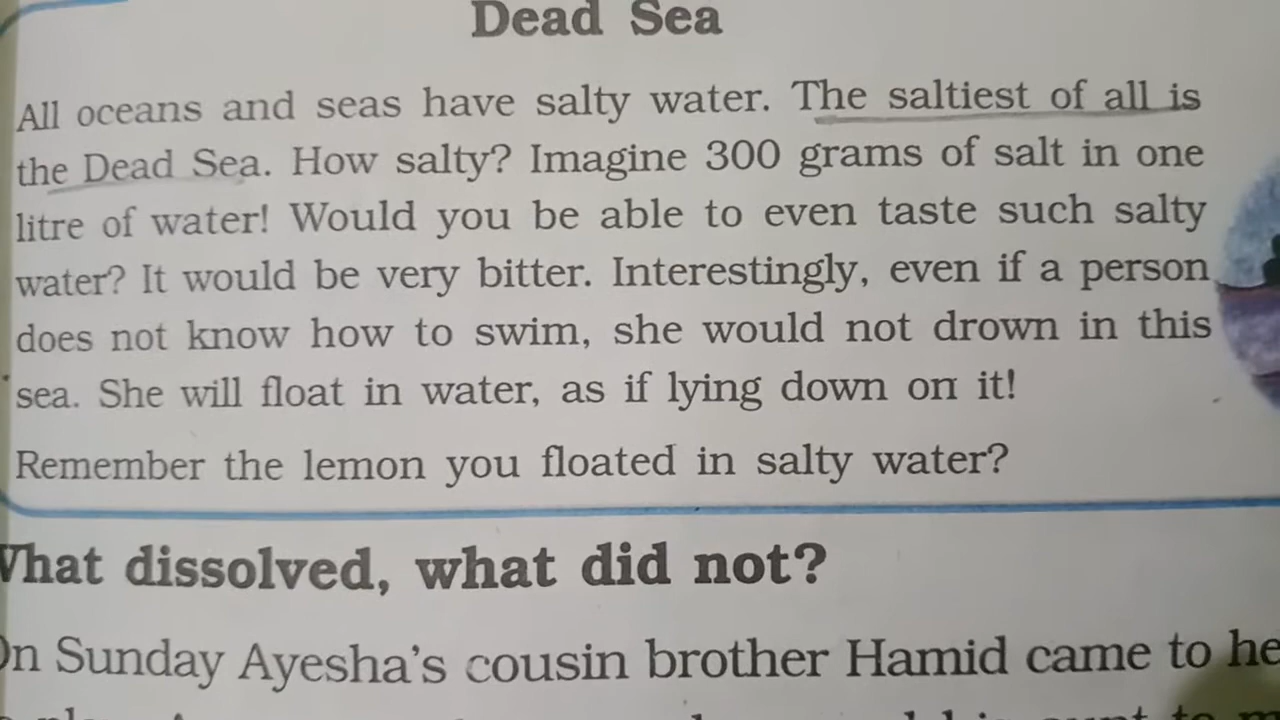 Dead Sea
All oceans and seas have salty water. The saltiest of all is
the Dead Sea. How salty? Imagine 300 grams of salt in one
litre of water! Would you be able to even taste such salty
water? It would be very bitter. Interestingly, even if a person
does not know how to swim, she would not drown in this
sea. She will float in water, as if lying down on it!
Remember the lemon you floated in salty water?
What dissolved, what did not?
On Sunday Ayesha's cousin brother Hamid came to he